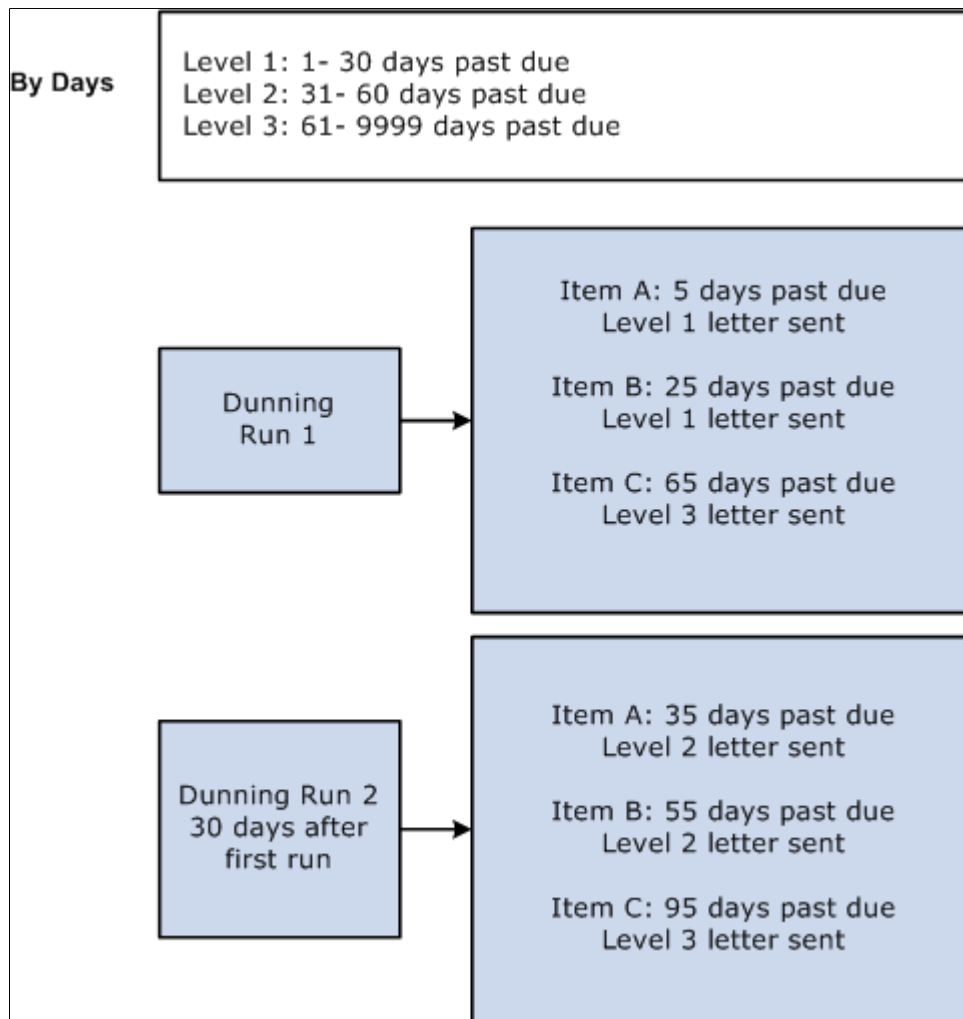 By Days
Level 1: 1- 30 days past due
Level 2: 31- 60 days past due
Level 3: 61- 9999 days past due
Dunning
Run 1
Item A: 5 days past due
Level 1 letter sent
Item B: 25 days past due
Level 1 letter sent
Item C: 65 days past due
Level 3 letter sent
Dunning Run 2
30 days after
first run
Item A: 35 days past due
Level 2 letter sent
Item B: 55 days past due
Level 2 letter sent
Item C: 95 days past due
Level 3 letter sent